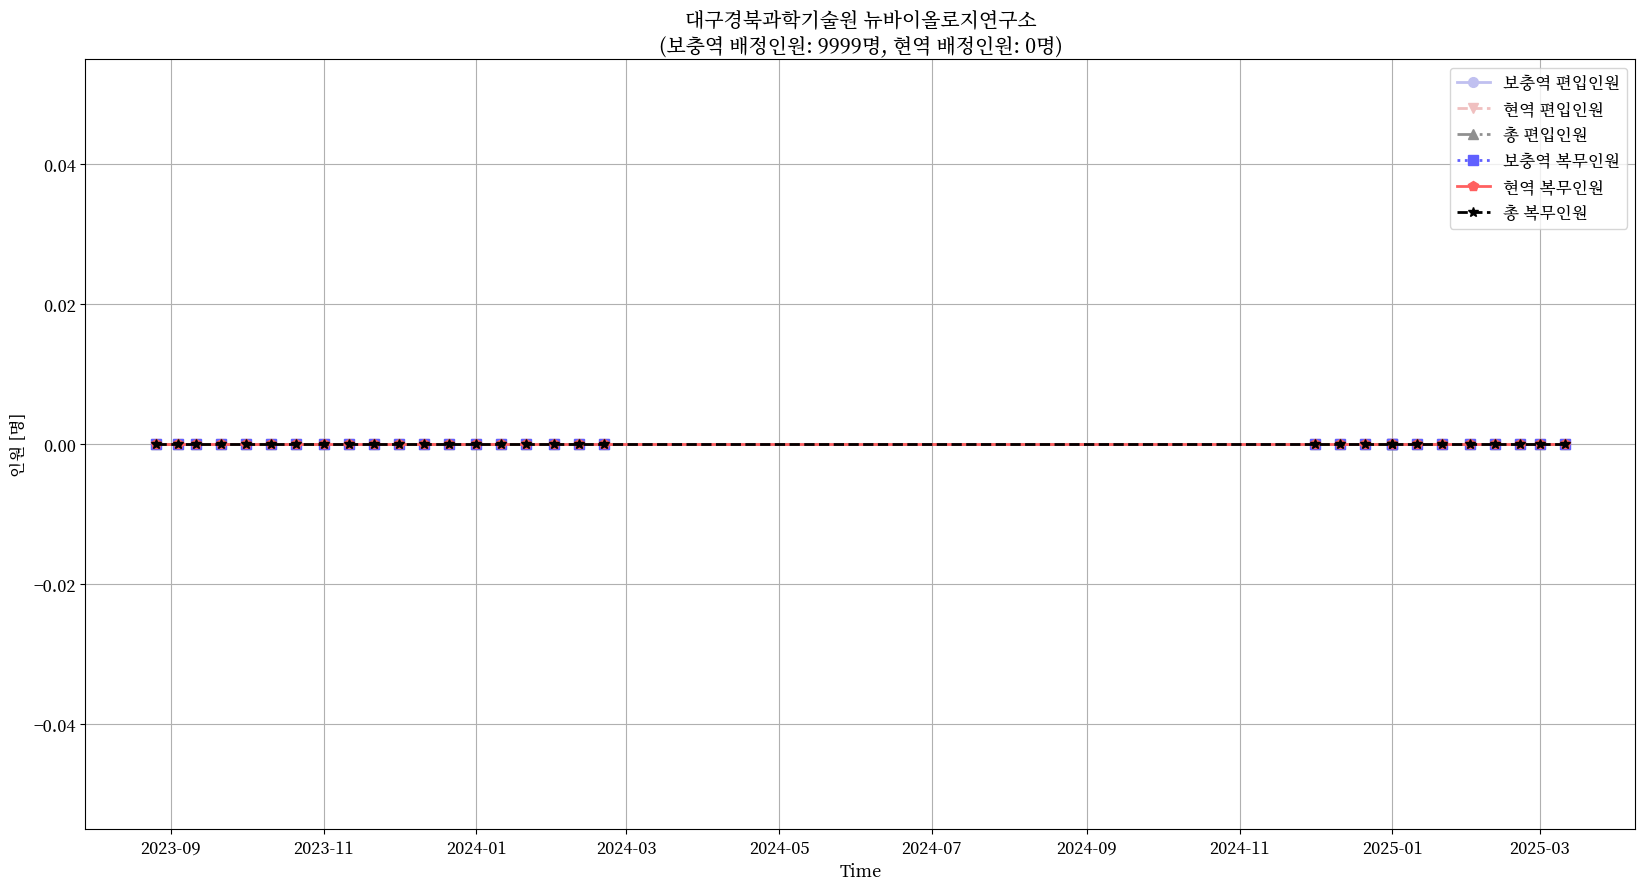 대구경북과학기술원 뉴바이올로지연구소
(보충역 배정인원: 9999명, 현역 배정인원: 0명)
보충역 편입인원
현역 편입인원
총 편입인원
보충역 복무인원
현역 복무인원
총 복무인원
인원 [명]
0.04
0.02
0.00
−0.02
−0.04
2023-09
2023-11
2024-01
2024-03
2024-05
2024-07
2024-09
2024-11
2025-01
2025-03
Time